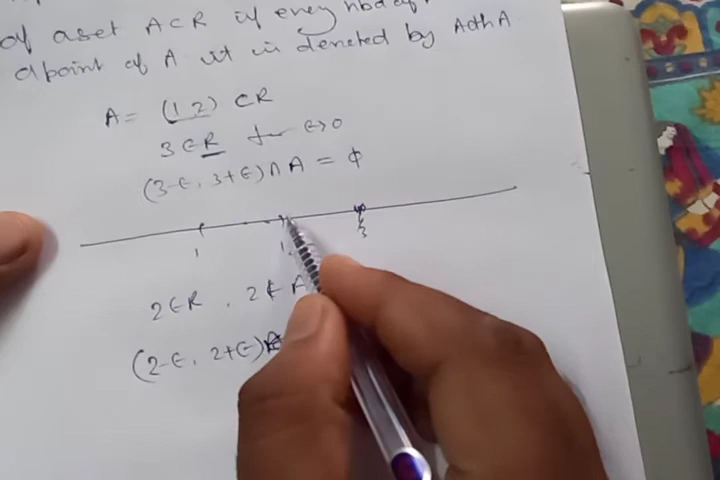 of a set A ⊂ R if every nbd of
a point of A it is denoted by Adh A
A = (1 2) ⊂ R
3 ∈ R for ϵ > 0
(3-ϵ, 3+ϵ) ∩ A = ϕ
1 3
2 ∈ R, 2 ∉ A
(2-ϵ, 2+ϵ)